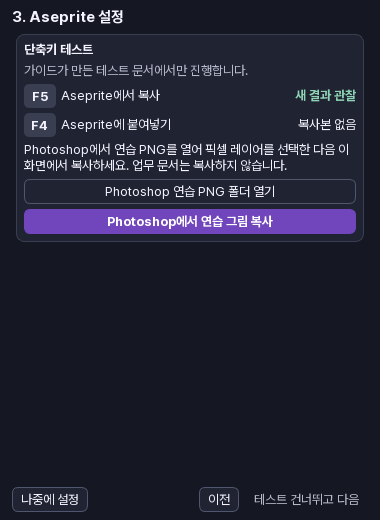 3. Aseprite 설정
단축키 테스트
가이드가 만든 테스트 문서에서만 진행합니다.
F5 Aseprite에서 복사 새 결과 관찰
F4 Aseprite에 붙여넣기 복사본 없음
Photoshop에서 연습 PNG를 열어 픽셀 레이어를 선택한 다음 이
화면에서 복사하세요. 업무 문서는 복사하지 않습니다.
Photoshop 연습 PNG 폴더 열기
Photoshop에서 연습 그림 복사
나중에 설정 이전 테스트 건너뛰고 다음